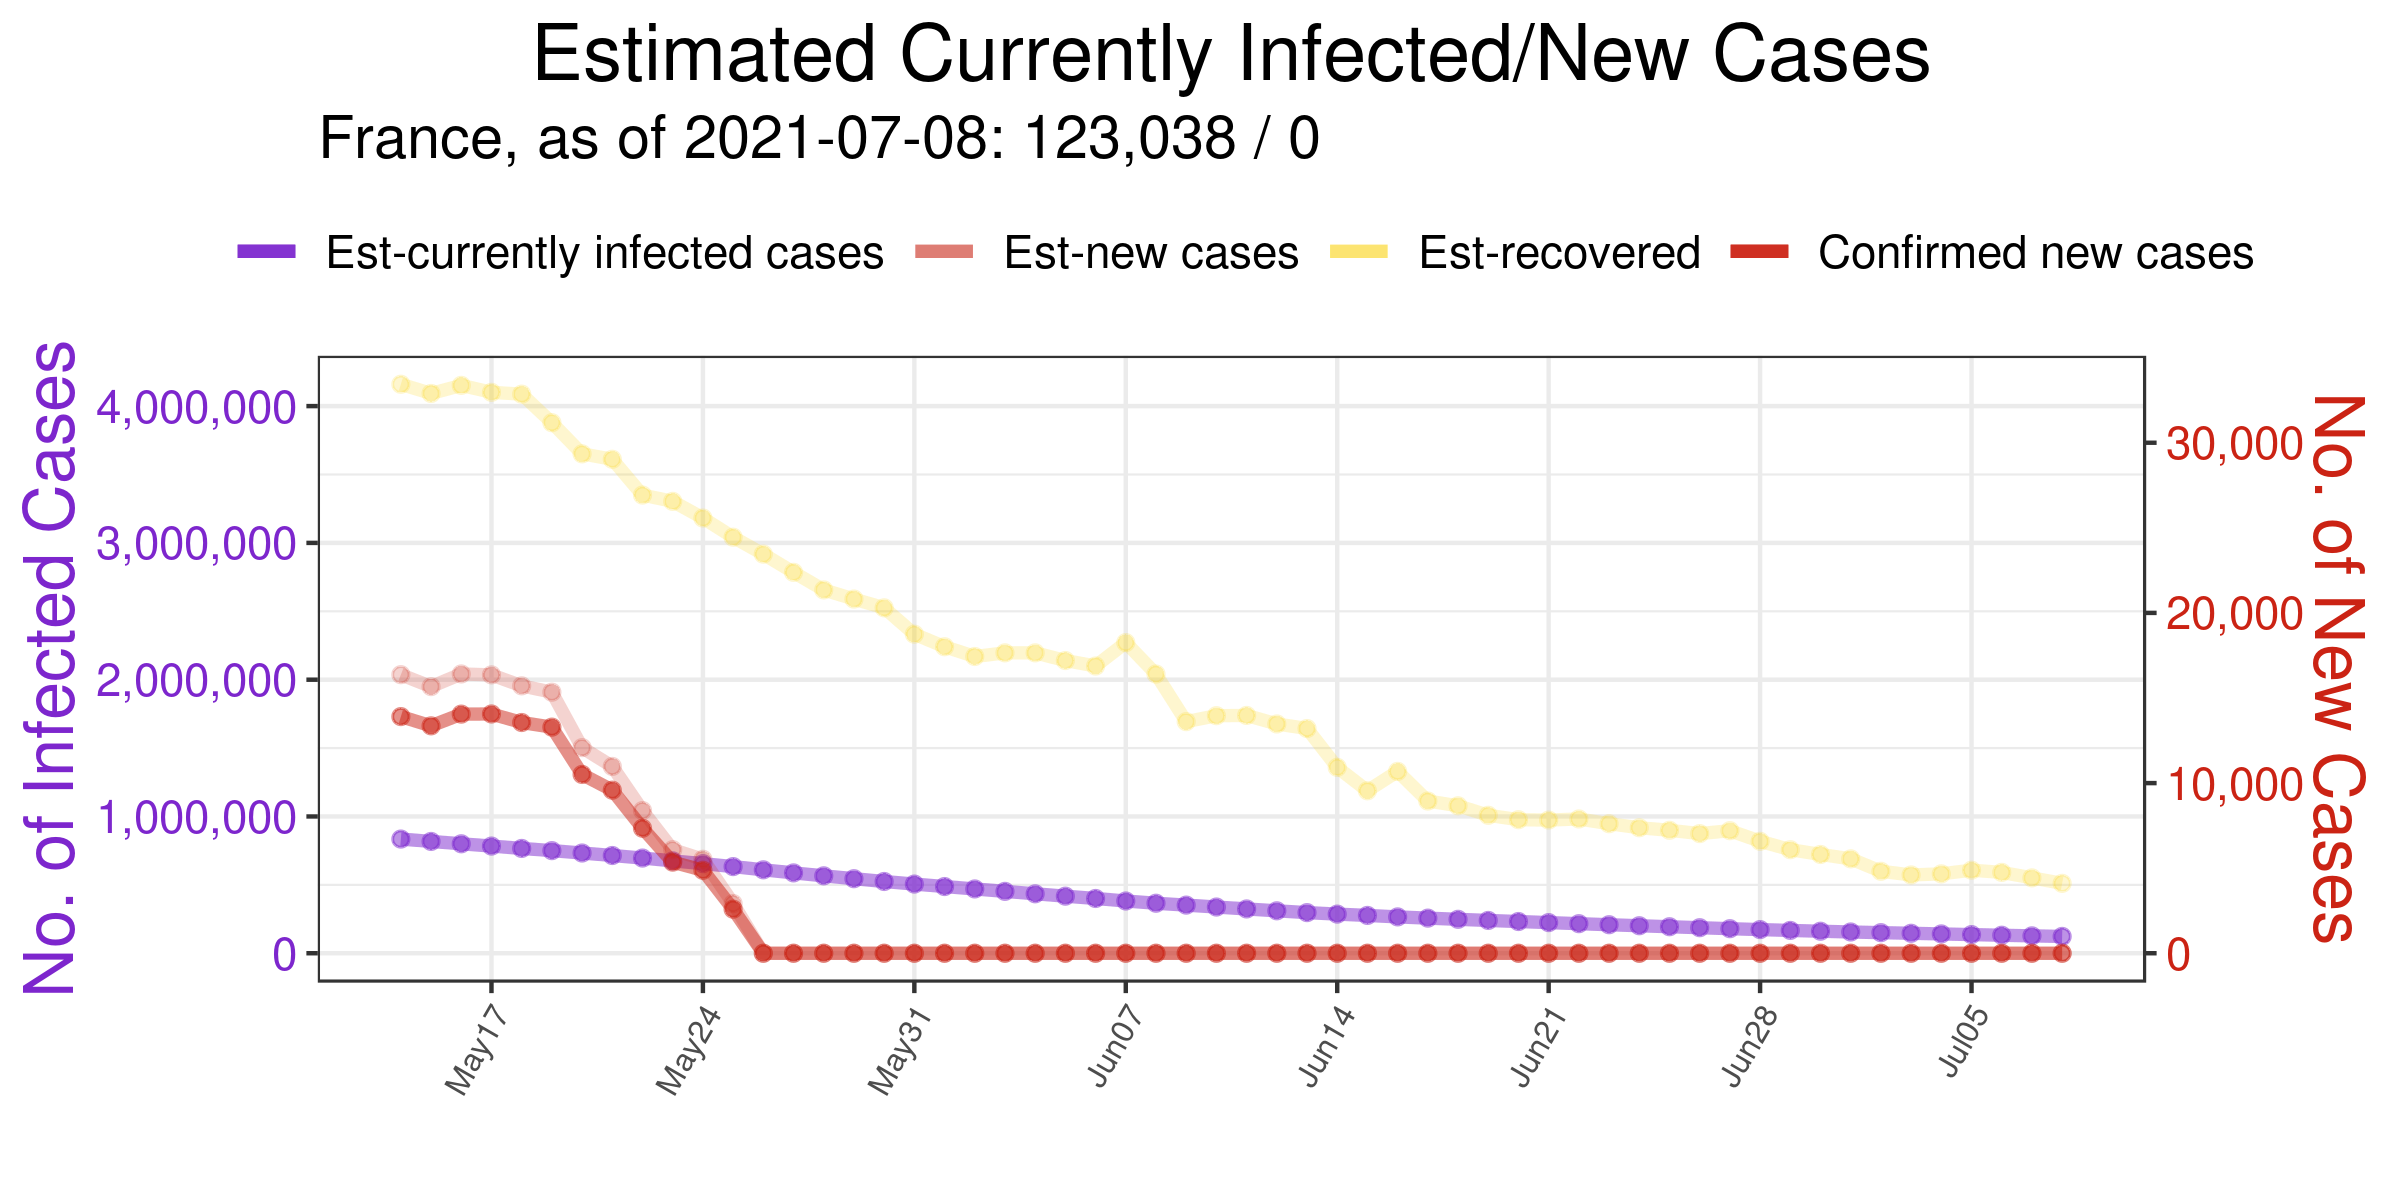 Estimated Currently Infected/New Cases
France, as of 2021-07-08: 123,038 / 0
Est-currently infected cases Est-new cases Est-recovered Confirmed new cases
No. of Infected Cases
4,000,000
3,000,000
2,000,000
1,000,000
0
30,000
20,000
10,000
0
No. of New Cases
May17 May24 May31 Jun07 Jun14 Jun21 Jun28 Jul05